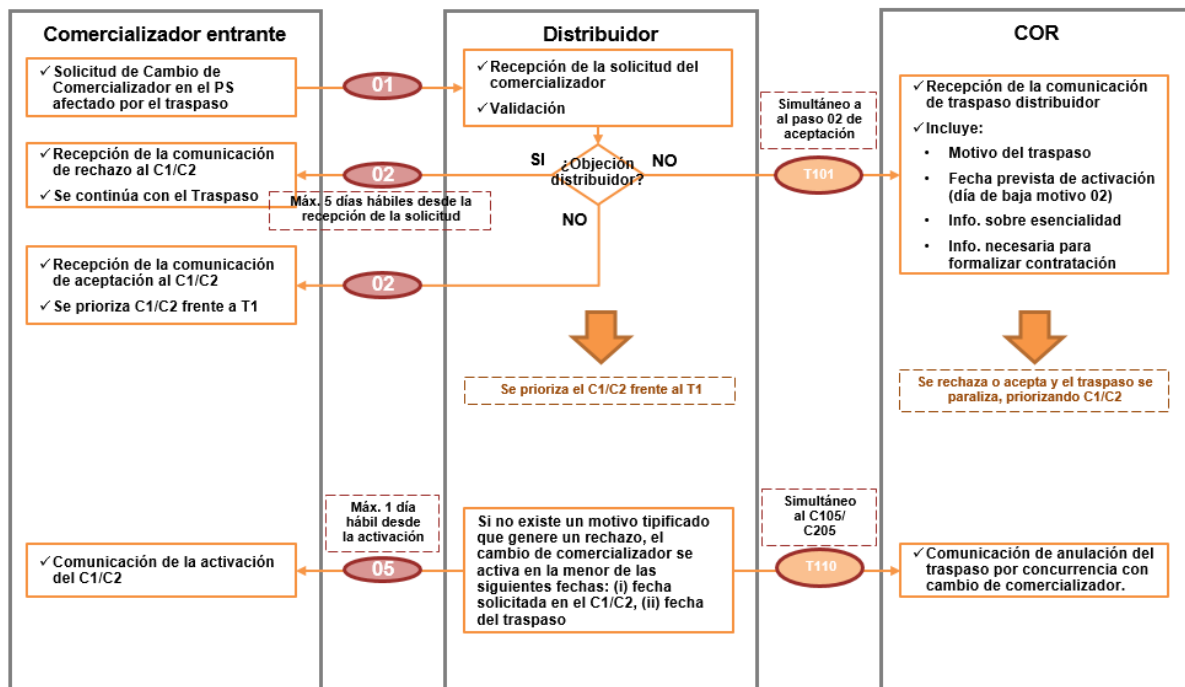 Comercializador entrante
✓Solicitud de Cambio de
Comercializador en el PS
afectado por el traspaso
✓Recepción de la comunicación
de rechazo al C1/C2
✓Se continúa con el Traspaso
✓Recepción de la comunicación
de aceptación al C1/C2
✓Se prioriza C1/C2 frente a T1
✓Comunicación de la activación
del C1/C2
01
02
Máx. 5 días hábiles desde la
recepción de la solicitud
02
Máx. 1 día
hábil desde
la activación
05
Distribuidor
✓Recepción de la solicitud del
comercializador
✓Validación
SI
¿Objeción
distribuidor?
NO
NO
Se prioriza el C1/C2 frente al T1
Si no existe un motivo tipificado
que genere un rechazo, el
cambio de comercializador se
activa en la menor de las
siguientes fechas: (i) fecha
solicitada en el C1/C2, (ii) fecha
del traspaso
Simultáneo a
al paso 02 de
aceptación
T101
Simultáneo
al C105/
C205
T110
COR
✓Recepción de la comunicación
de traspaso distribuidor
✓Incluye:
• Motivo del traspaso
• Fecha prevista de activación
(día de baja motivo 02)
• Info. sobre esencialidad
• Info. necesaria para
formalizar contratación
Se rechaza o acepta y el traspaso se
paraliza, priorizando C1/C2
✓Comunicación de anulación del
traspaso por concurrencia con
cambio de comercializador.